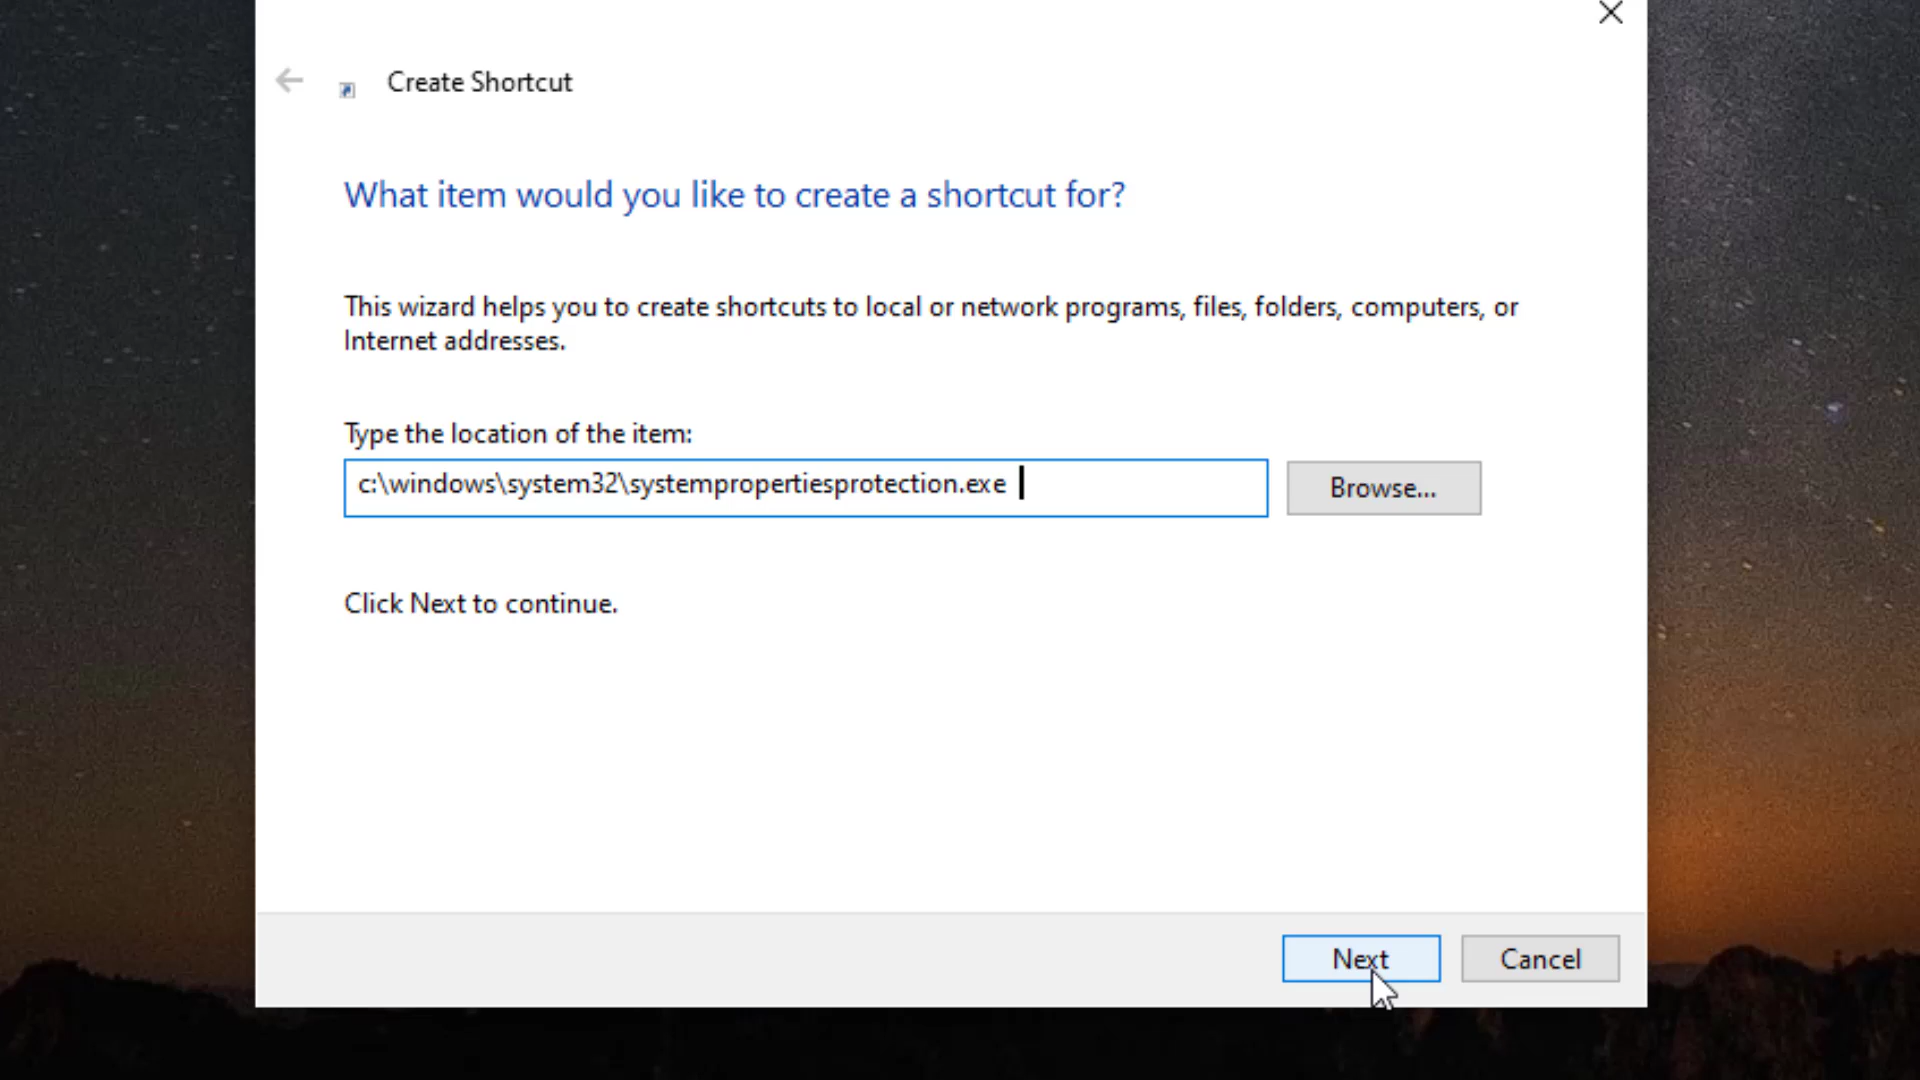 Create Shortcut
What item would you like to create a shortcut for?
This wizard helps you to create shortcuts to local or network programs, files, folders, computers, or
Internet addresses.
Type the location of the item:
c:\windows\system32\systempropertiesprotection.exe
Browse...
Click Next to continue.
Next
Cancel